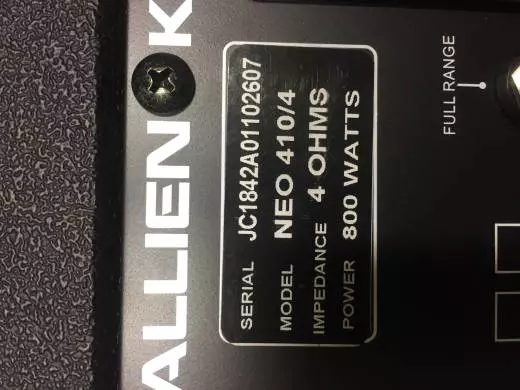 ALLIEN K
SERIAL JC1842A01102607
MODEL NEO 410/4
IMPEDANCE 4 OHMS
POWER 800 WATTS
FULL RANGE